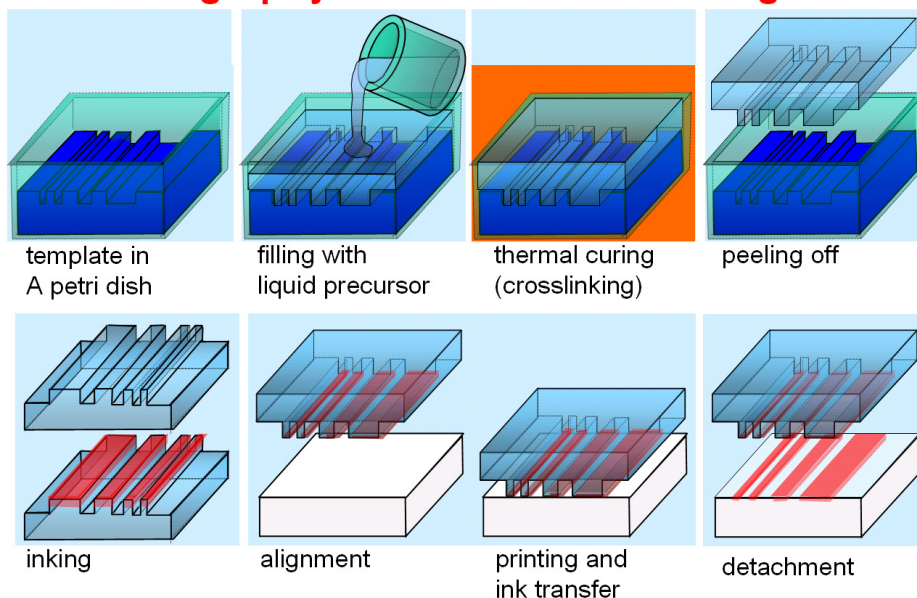 template in
A petri dish
filling with
liquid precursor
thermal curing
(crosslinking)
peeling off
inking
alignment
printing and
ink transfer
detachment